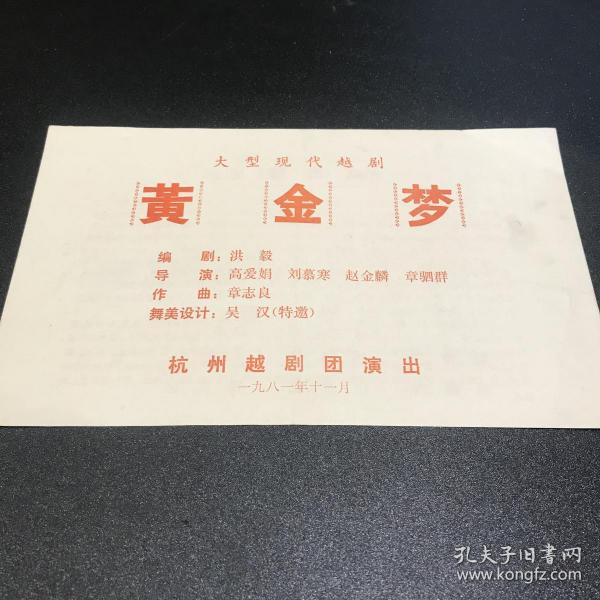 大型现代越剧
黄金梦
编剧：洪毅
导演：高爱娟 刘慕寒 赵金麟 章驷群
作曲：章志良
舞美设计：吴汉（特邀）
杭州越剧团演出
一九八一年十一月
孔夫子旧书网
www.kongfz.com